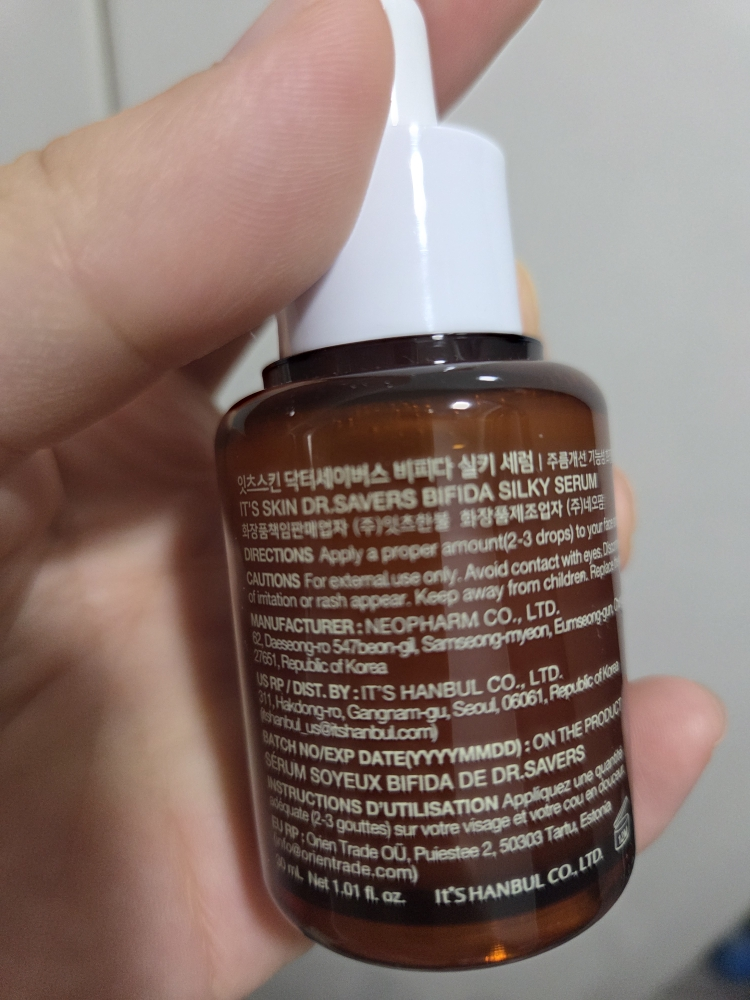 잇츠스킨 닥터세이버스 비피다 실키 세럼 | 주름개선 기능성
IT'S SKIN DR.SAVERS BIFIDA SILKY SERUM
화장품책임판매업자 (주)잇츠한불 화장품제조업자 (주)네오팜
DIRECTIONS Apply a proper amount(2-3 drops) to your face
CAUTIONS For external use only. Avoid contact with eyes.
of irritation or rash appear. Keep away from children.
MANUFACTURER : NEOPHARM CO., LTD.
62, Daeseong-ro 547beon-gil, Samseong-myeon, Eumseong-gun,
27651, Republic of Korea
US RP / DIST. BY : IT'S HANBUL CO., LTD.
311, Hakdong-ro, Gangnam-gu, Seoul, 06061, Republic of Korea
(itshanbul_us@itshanbul.com)
BATCH NO/EXP DATE(YYYYMMDD) : ON THE PRODUCT
SÉRUM SOYEUX BIFIDA DE DR.SAVERS
INSTRUCTIONS D'UTILISATION Appliquez une quantité
adéquate (2-3 gouttes) sur votre visage et votre cou en douceur.
EU RP : Orien Trade OÜ, Puiestee 2, 50303 Tartu, Estonia
(info@orientrade.com)
30 mL Net 1.01 fl. oz. It'S HANBUL CO., LTD.
12M